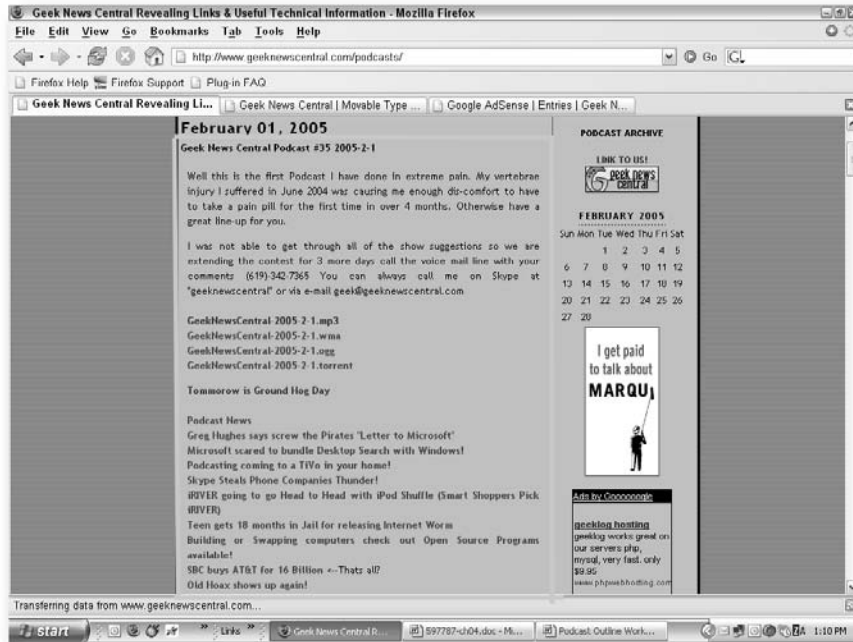 Geek News Central Revealing Links & Useful Technical Information - Mozilla Firefox
File Edit View Go Bookmarks Tab Tools Help
http://www.geeknewscentral.com/podcasts/
Go
Firefox Help Firefox Support Plug-in FAQ
Geek News Central Revealing Li... Geek News Central | Movable Type ... Google AdSense | Entries | Geek N...
February 01, 2005
Geek News Central Podcast #35 2005-2-1
Well this is the first Podcast I have done in extreme pain. My vertebrae
injury I suffered in June 2004 was causing me enough dis-comfort to have
to take a pain pill for the first time in over 4 months. Otherwise have a
great line-up for you.
I was not able to get through all of the show suggestions so we are
extending the contest for 3 more days call the voice mail line with your
comments (619)-342-7365 You can always call me on Skype at
"geeknewscentral" or via e-mail geek@geeknewscentral.com
GeekNewsCentral-2005-2-1.mp3
GeekNewsCentral-2005-2-1.wma
GeekNewsCentral-2005-2-1.ogg
GeekNewsCentral-2005-2-1.torrent
Tommorow is Ground Hog Day
Podcast News
Greg Hughes says screw the Pirates "Letter to Microsoft"
Microsoft scared to bundle Desktop Search with Windows!
Podcasting coming to a TiVo in your home!
Skype Steals Phone Companies Thunder!
iRIVER going to go Head to Head with iPod Shuffle (Smart Shoppers Pick
iRIVER)
Teen gets 18 months in Jail for releasing Internet Worm
Building or Swapping computers check out Open Source Programs
available!
SBC buys AT&T for 16 Billion <--Thats all?
Old Hoax shows up again!
PODCAST ARCHIVE
LINK TO US!
geek news
central
FEBRUARY 2005
Sun Mon Tue Wed Thu Fri Sat
1 2 3 4 5
6 7 8 9 10 11 12
13 14 15 16 17 18 19
20 21 22 23 24 25 26
27 28
I get paid
to talk about
MARQUI
Ads by Goooooogle
geeklog hosting
geeklog works great on
our servers php,
mysql, very fast. only
$9.95
www.phpwebhosting.com
Transferring data from www.geeknewscentral.com...
start Links Geek News Central R... 597787-ch04.doc - Mi... Podcast Outline Work... 1:10 PM